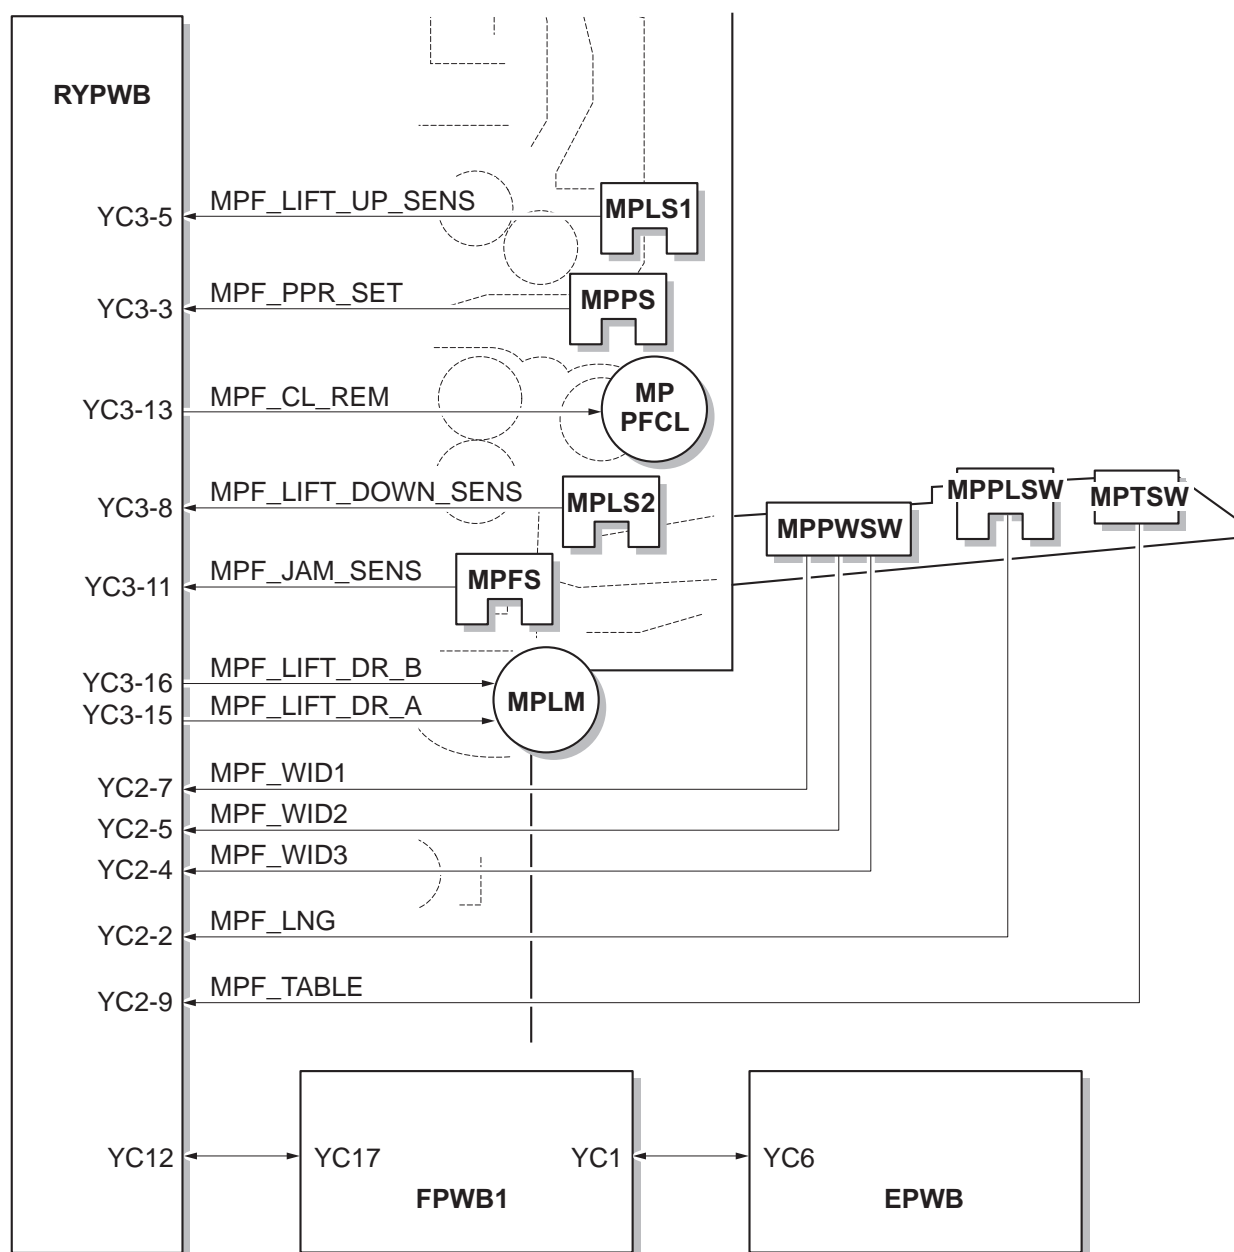 RYPWB
YC3-5 MPF_LIFT_UP_SENS MPLS1
YC3-3 MPF_PPR_SET MPPS
YC3-13 MPF_CL_REM MP
PFCL
YC3-8 MPF_LIFT_DOWN_SENS MPLS2 MPPWSW MPPLSW MPTSW
YC3-11 MPF_JAM_SENS MPFS
YC3-16 MPF_LIFT_DR_B MPLM
YC3-15 MPF_LIFT_DR_A
YC2-7 MPF_WID1
YC2-5 MPF_WID2
YC2-4 MPF_WID3
YC2-2 MPF_LNG
YC2-9 MPF_TABLE
YC12 YC17 YC1 YC6
FPWB1 EPWB